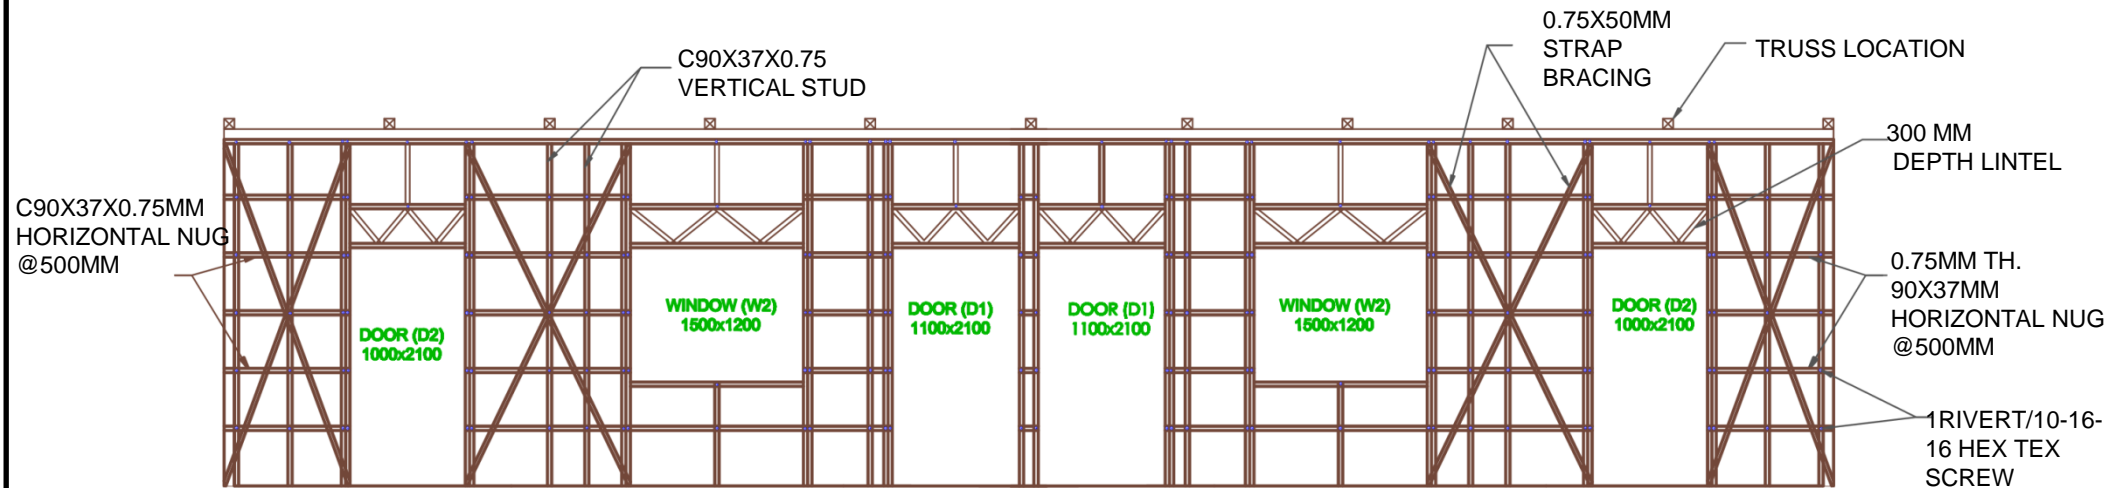 0.75X50MM
STRAP
BRACING
TRUSS LOCATION
C90X37X0.75
VERTICAL STUD
300 MM
DEPTH LINTEL
C90X37X0.75MM
HORIZONTAL NUG
@500MM
0.75MM TH.
90X37MM
HORIZONTAL NUG
@500MM
DOOR (D2)
1000x2100
WINDOW (W2)
1500x1200
DOOR (D1)
1100x2100
DOOR (D1)
1100x2100
WINDOW (W2)
1500x1200
DOOR (D2)
1000x2100
1RIVERT/10-16-
16 HEX TEX
SCREW